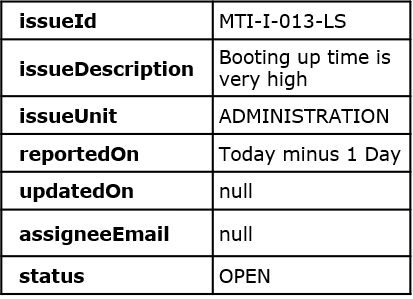 issueId MTI-I-013-LS
issueDescription Booting up time is
very high
issueUnit ADMINISTRATION
reportedOn Today minus 1 Day
updatedOn null
assigneeEmail null
status OPEN